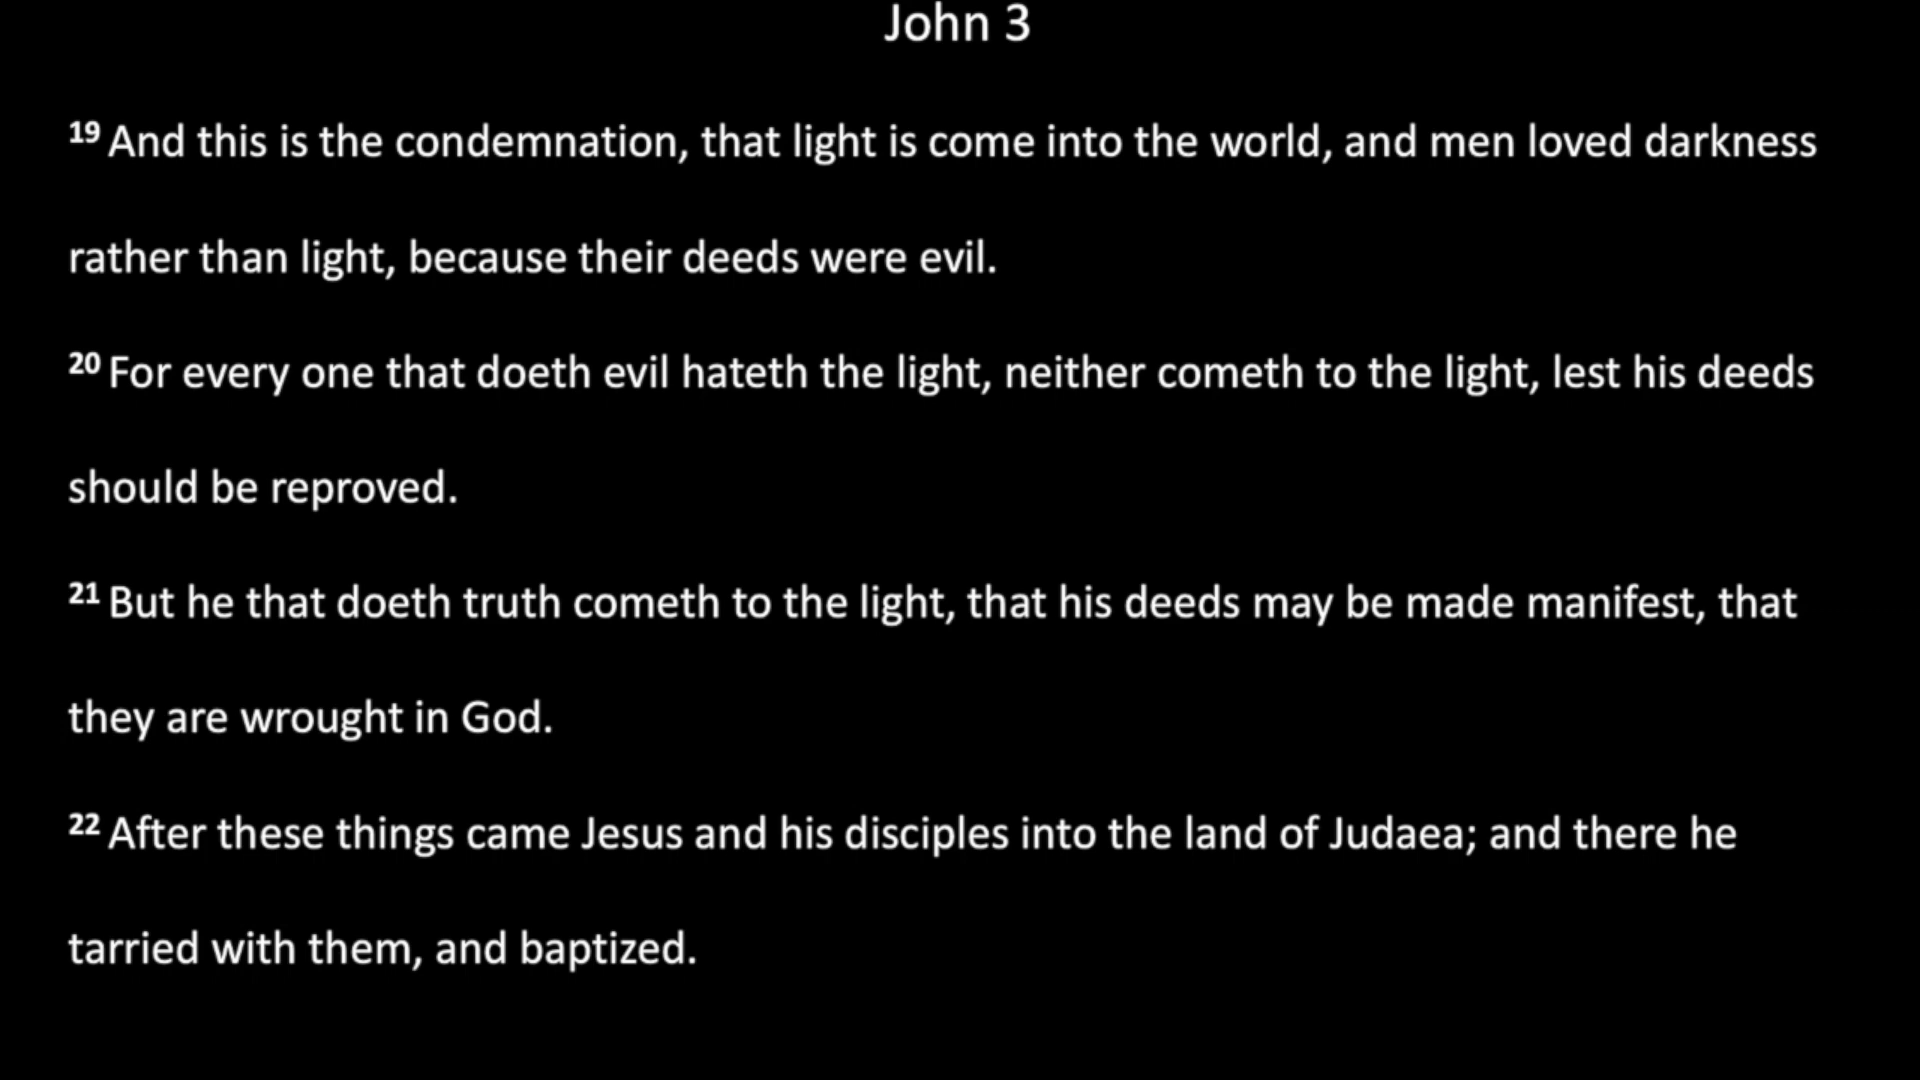 John 3
19 And this is the condemnation, that light is come into the world, and men loved darkness
rather than light, because their deeds were evil.
20 For every one that doeth evil hateth the light, neither cometh to the light, lest his deeds
should be reproved.
21 But he that doeth truth cometh to the light, that his deeds may be made manifest, that
they are wrought in God.
22 After these things came Jesus and his disciples into the land of Judaea; and there he
tarried with them, and baptized.